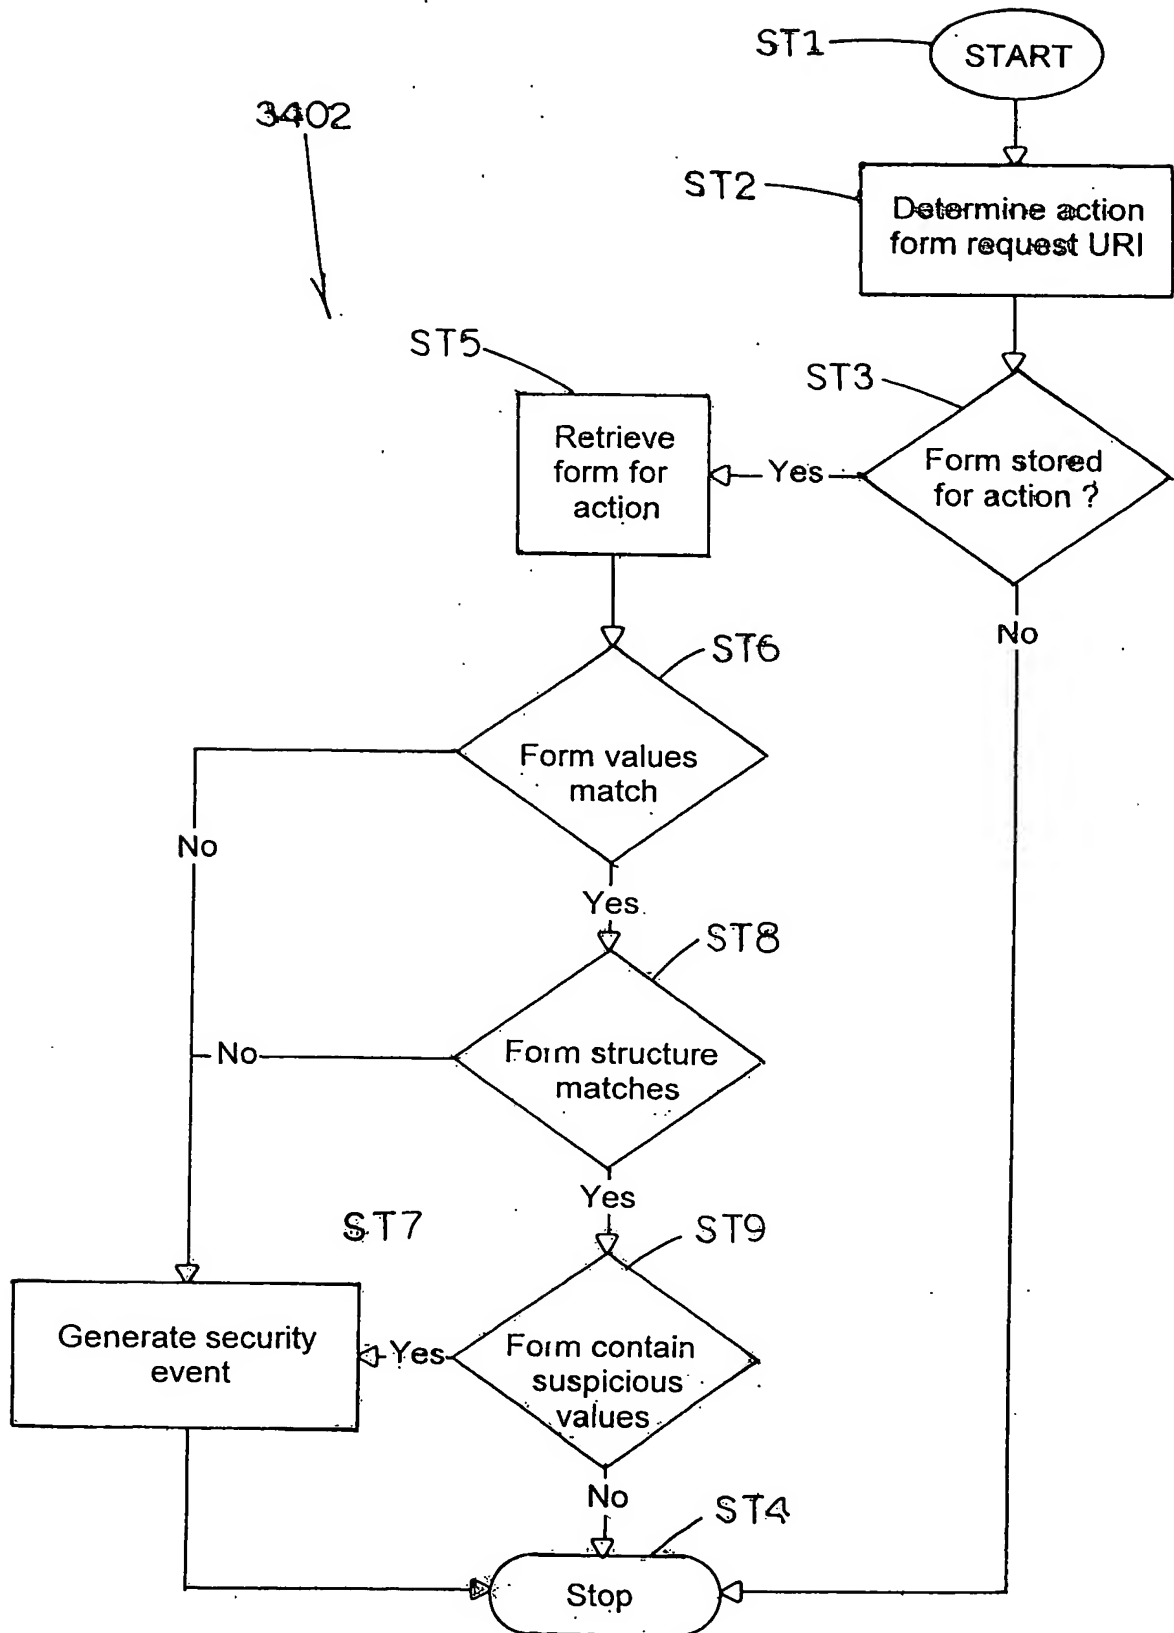 ST1
START
3402
ST2
Determine action
form request URI
ST5
ST3
Retrieve
form for
action
Yes
Form stored
for action ?
No
ST6
Form values
match
No
Yes
ST8
No
Form structure
matches
Yes
ST7
ST9
Generate security
event
Yes
Form contain
suspicious
values
No
ST4
Stop